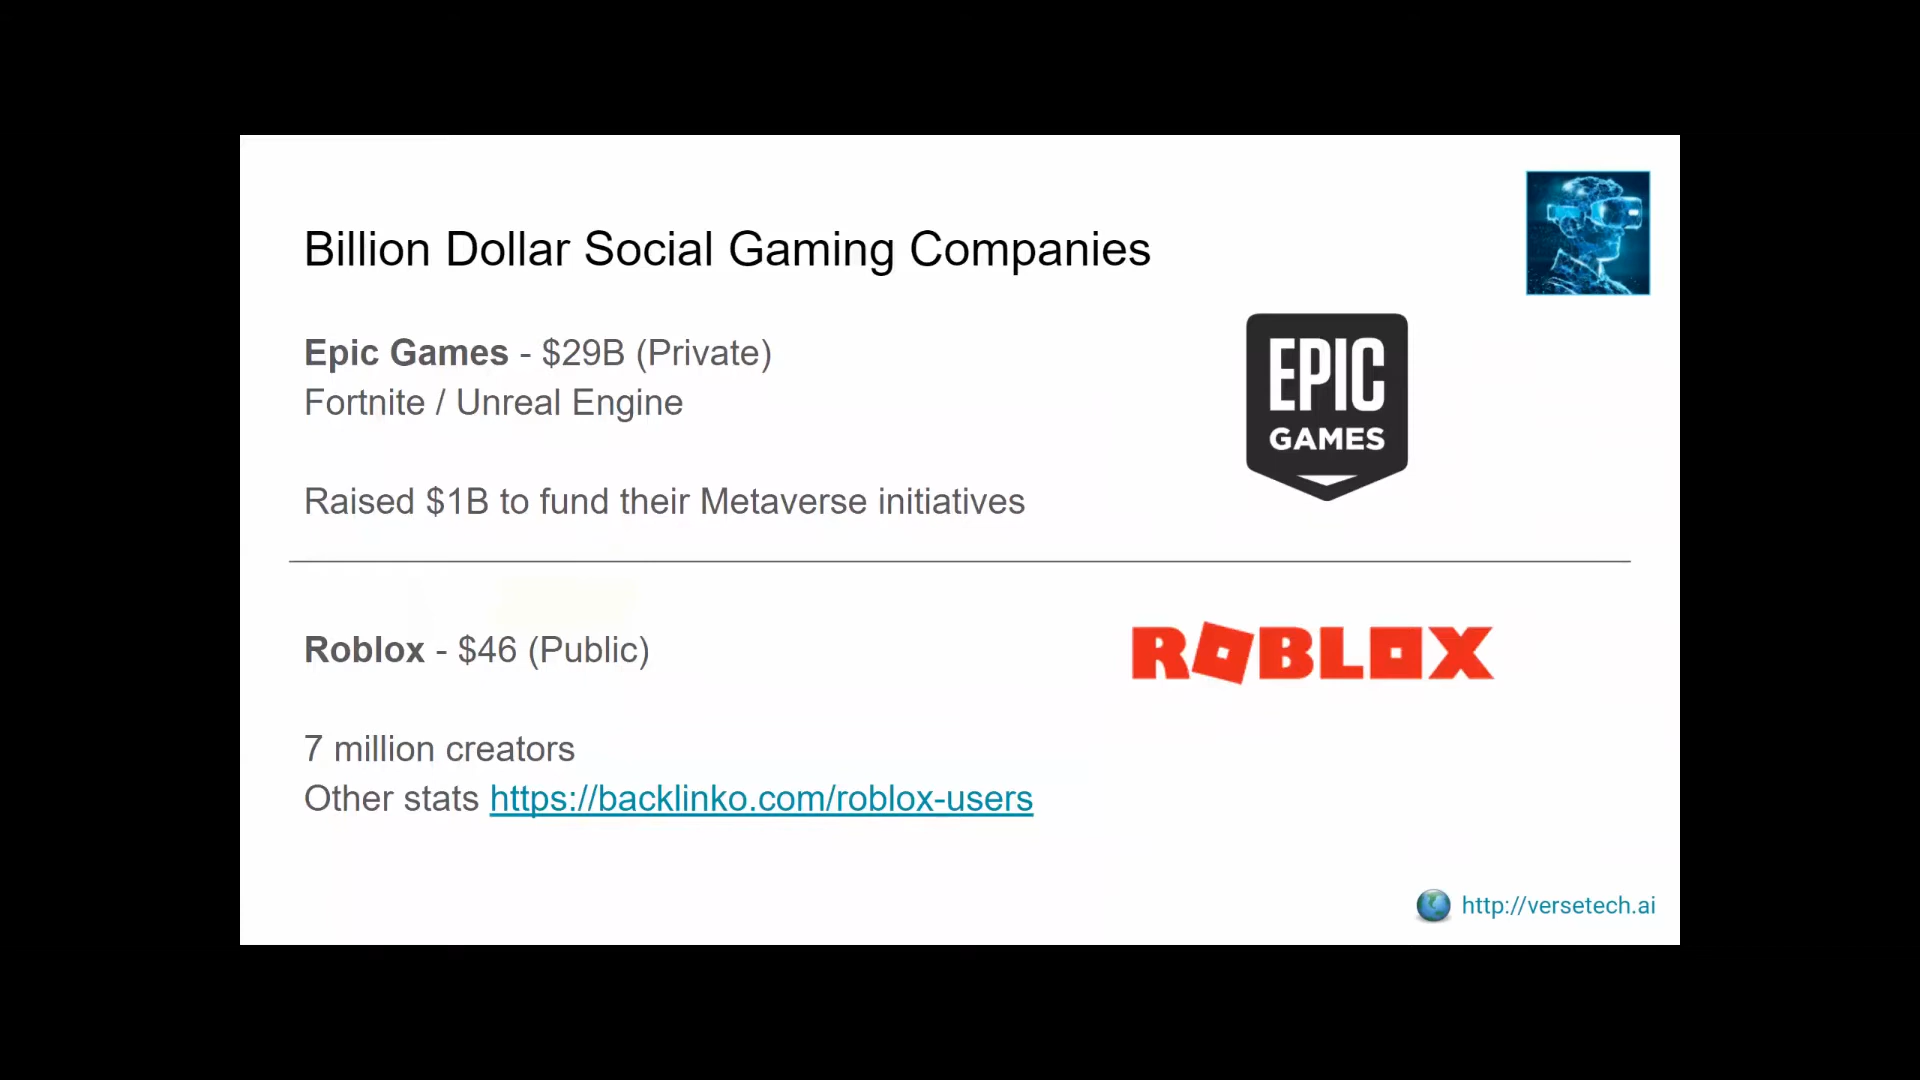 Billion Dollar Social Gaming Companies
Epic Games - $29B (Private)
Fortnite / Unreal Engine
Raised $1B to fund their Metaverse initiatives
EPIC
GAMES
Roblox - $46 (Public)
ROBLOX
7 million creators
Other stats https://backlinko.com/roblox-users
http://versetech.ai